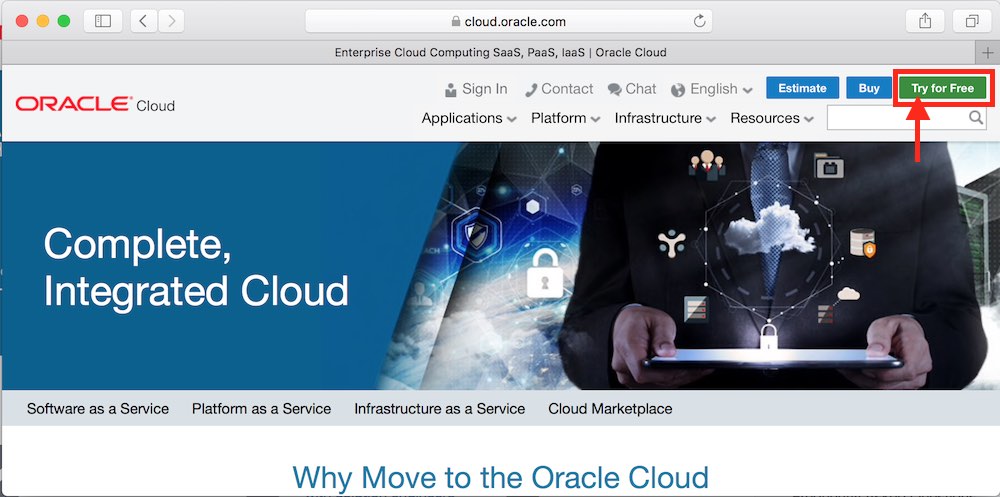 cloud.oracle.com
Enterprise Cloud Computing SaaS, PaaS, IaaS | Oracle Cloud
ORACLE® Cloud
Sign In Contact Chat English Estimate Buy Try for Free
Applications Platform Infrastructure Resources
Complete,
Integrated Cloud
Software as a Service Platform as a Service Infrastructure as a Service Cloud Marketplace
Why Move to the Oracle Cloud